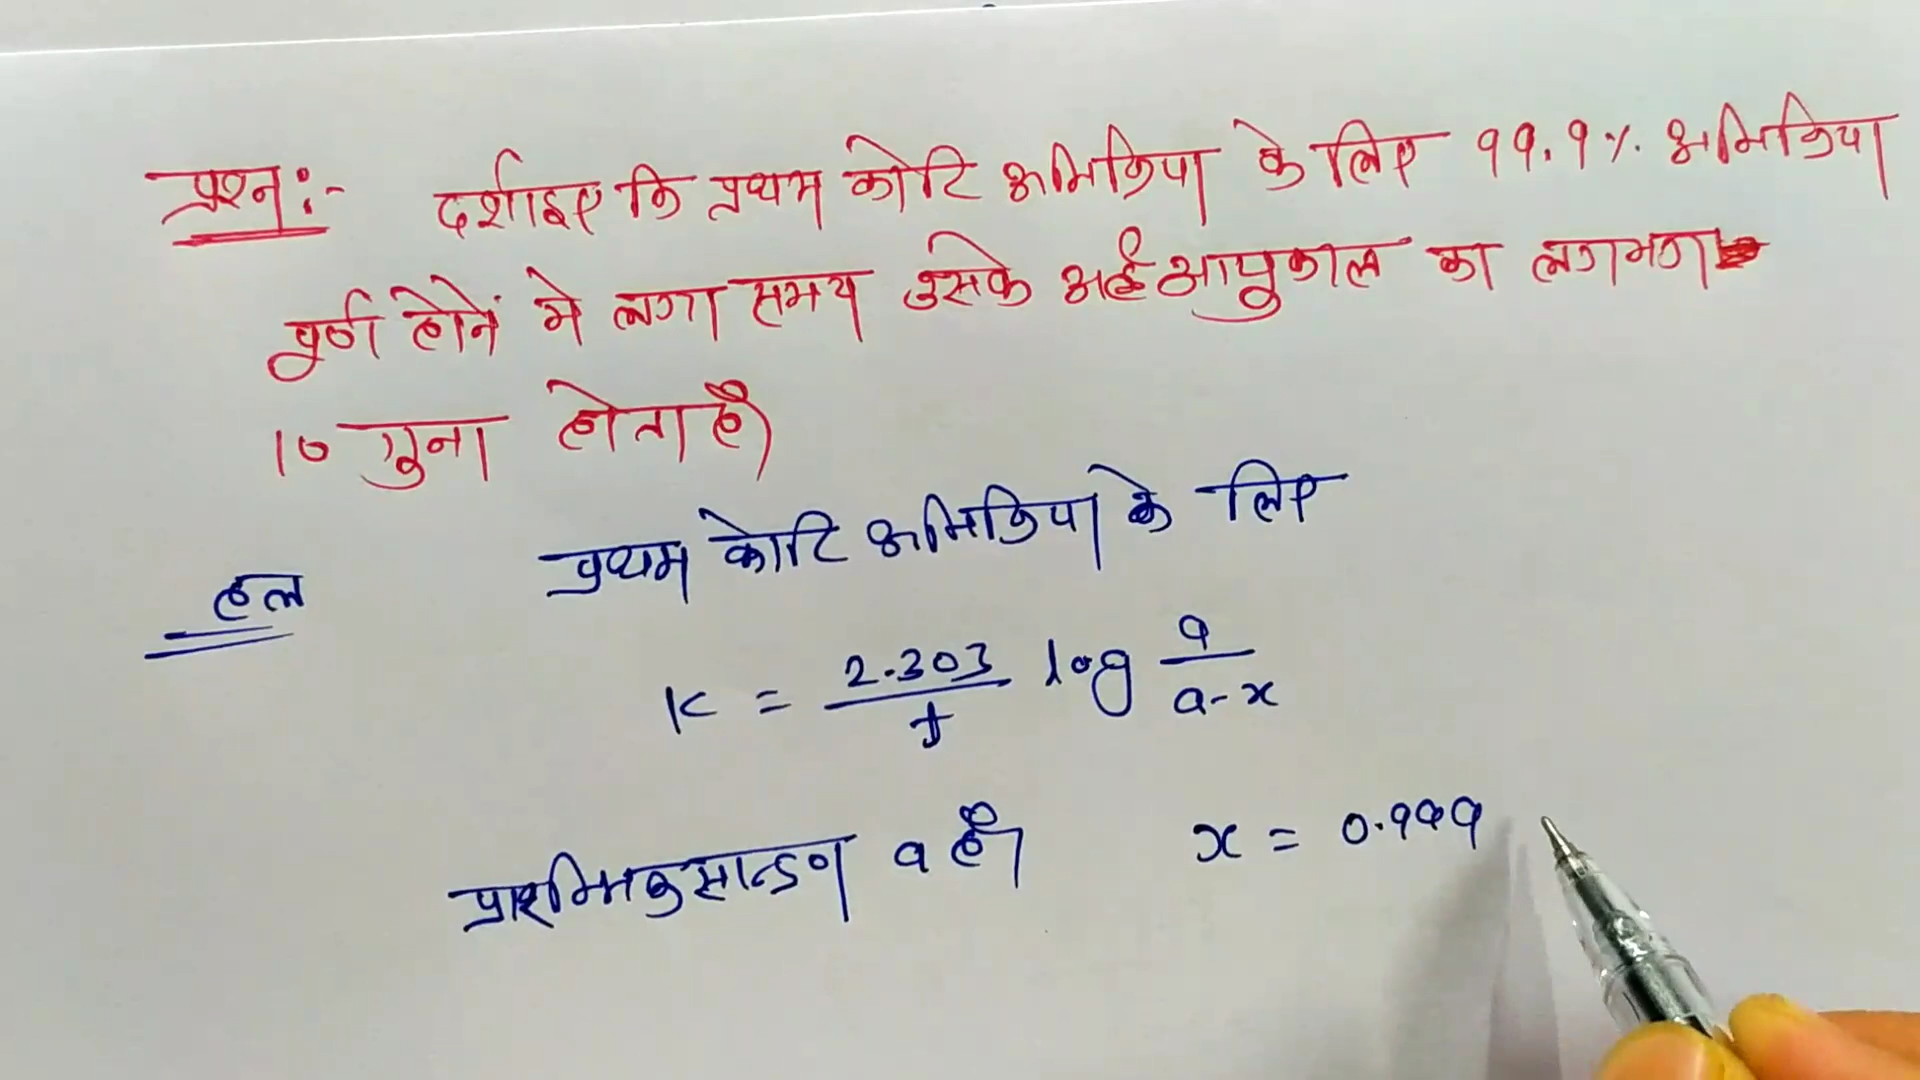 प्रश्न:- दर्शाइए कि प्रथम कोटि अभिक्रिया के लिए 99.9% अभिक्रिया
पूर्ण होनें मे लगा समय उसके अर्द्धआयुकाल का लगभग
10 गुना होता है।
हल प्रथम कोटि अभिक्रिया के लिए
K = 2.303/t log a/a-x
प्रारम्भिक सान्द्रण a है। x = 0.999